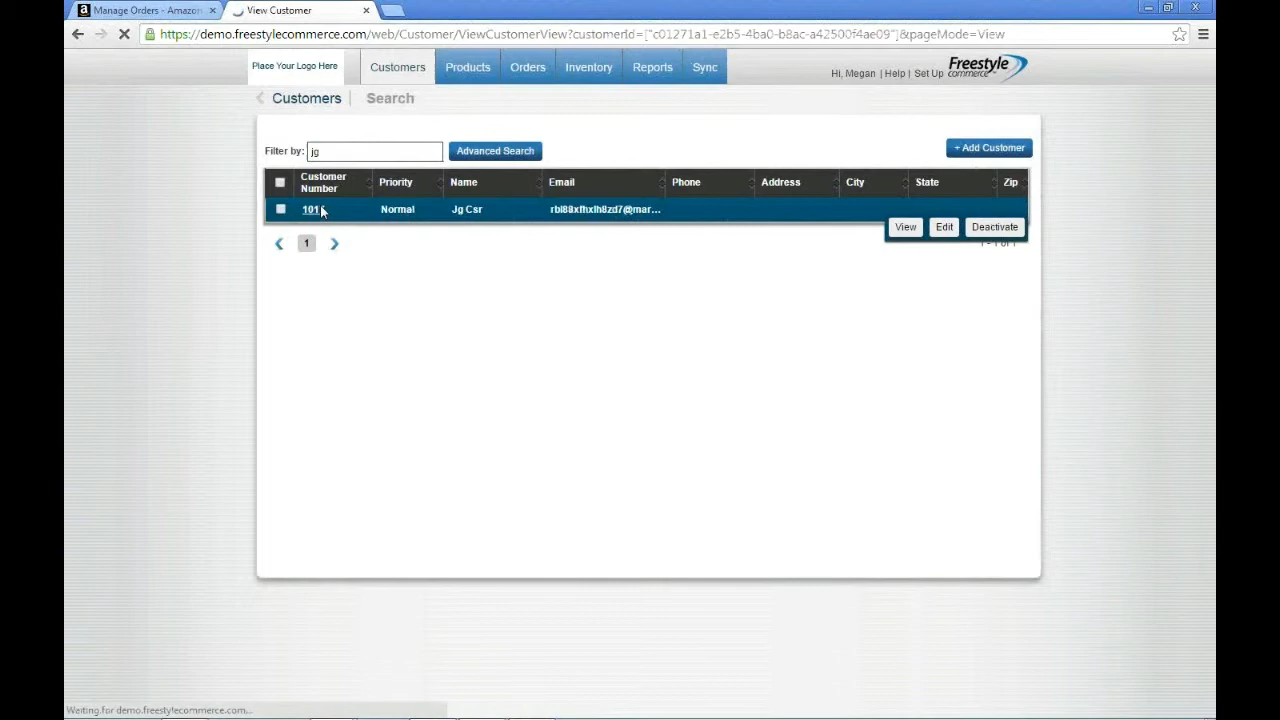 Manage Orders - Amazon
View Customer
https://demo.freestylecommerce.com/web/Customer/ViewCustomerView?customerId=["c01271a1-e2b5-4ba0-b8ac-a42500f4ae09"]&pageMode=View
Place Your Logo Here
Customers Products Orders Inventory Reports Sync
Hi, Megan | Help | Set Up
Freestyle commerce
Customers Search
Filter by: jg Advanced Search + Add Customer
Customer Number Priority Name Email Phone Address City State Zip
Normal Jg Csr
View Edit Deactivate
1
Waiting for demo.freestylecommerce.com...